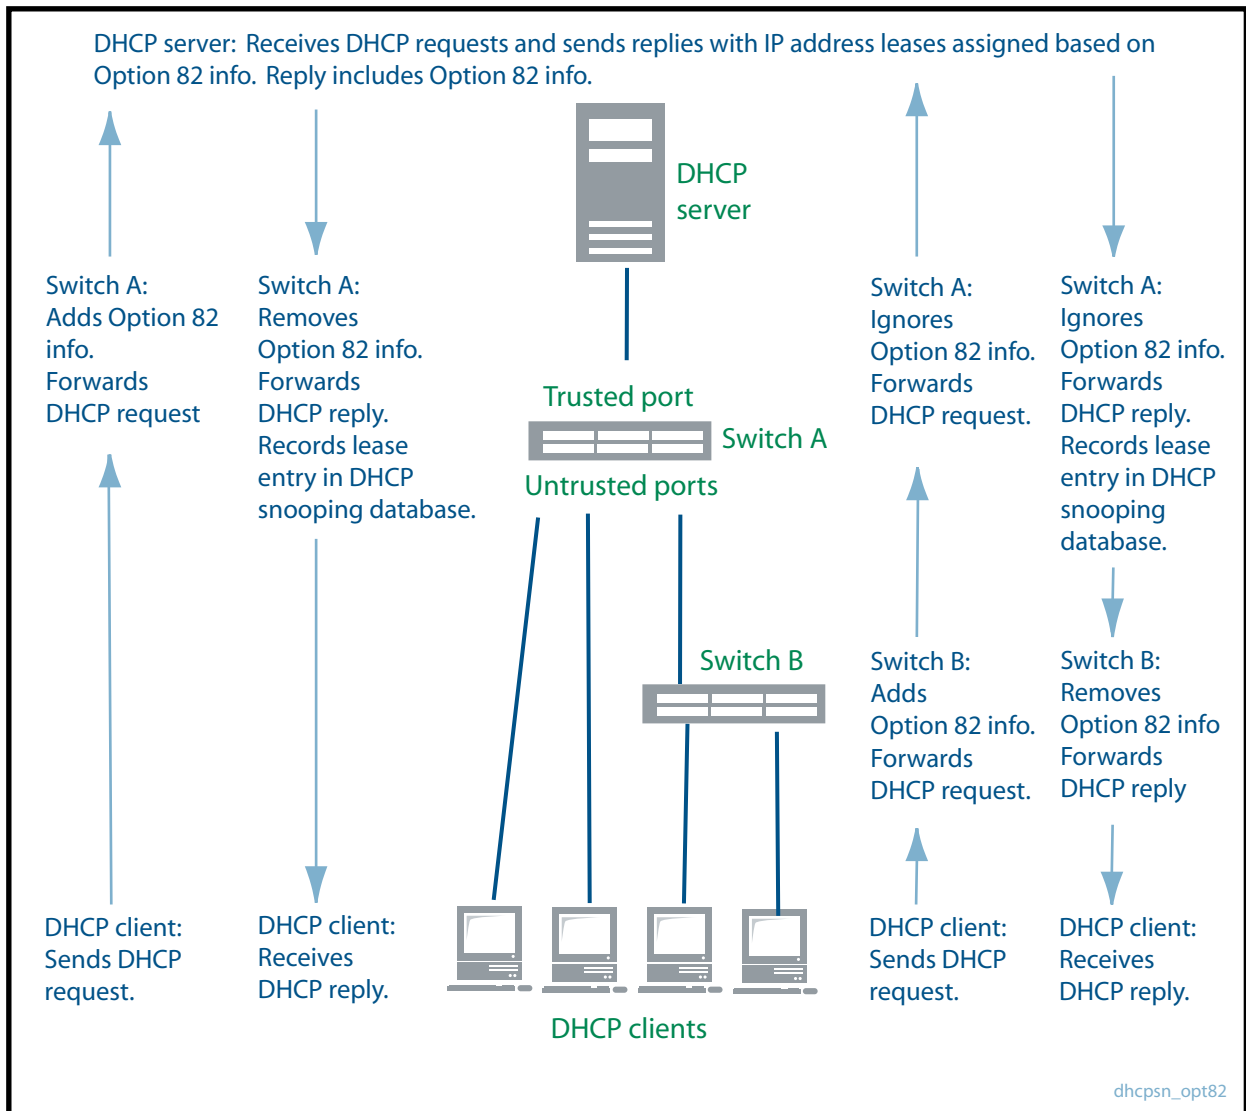 DHCP server: Receives DHCP requests and sends replies with IP address leases assigned based on
Option 82 info. Reply includes Option 82 info.
DHCP
server
Switch A:
Adds Option 82
info.
Forwards
DHCP request
Switch A:
Removes
Option 82 info.
Forwards
DHCP reply.
Records lease
entry in DHCP
snooping database.
Trusted port
Switch A
Untrusted ports
Switch A:
Ignores
Option 82 info.
Forwards
DHCP request.
Switch A:
Ignores
Option 82 info.
Forwards
DHCP reply.
Records lease
entry in DHCP
snooping
database.
Switch B
Switch B:
Adds
Option 82 info.
Forwards
DHCP request.
Switch B:
Removes
Option 82 info
Forwards
DHCP reply
DHCP client:
Sends DHCP
request.
DHCP client:
Receives
DHCP reply.
DHCP clients
DHCP client:
Sends DHCP
request.
DHCP client:
Receives
DHCP reply.
dhcpsn_opt82